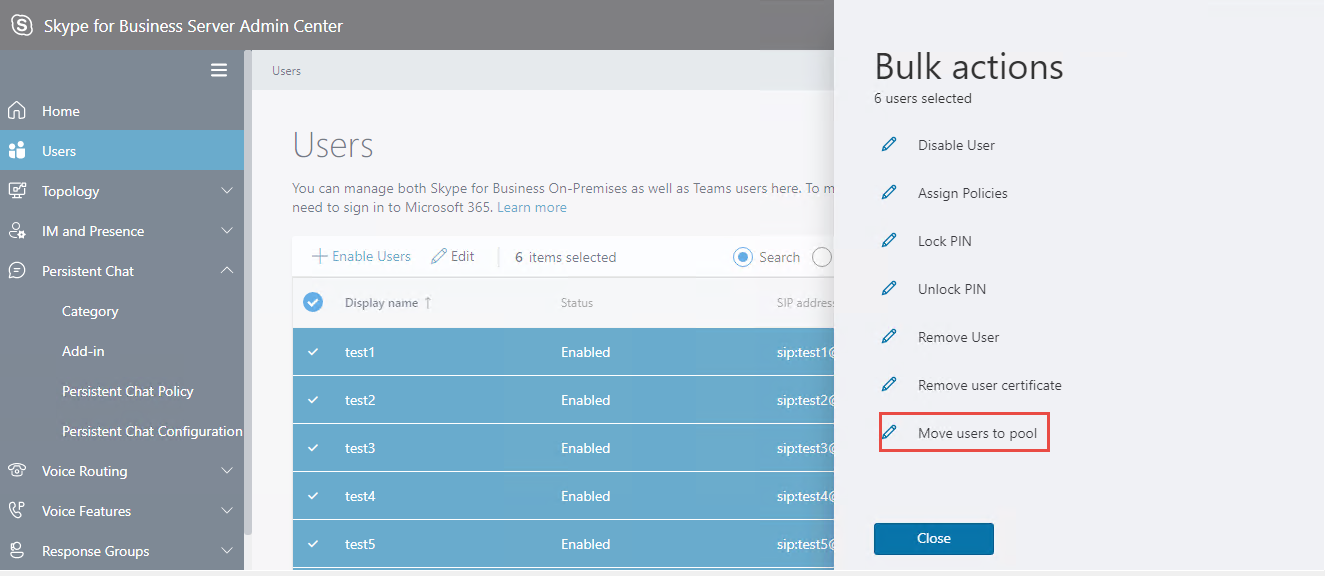 Skype for Business Server Admin Center
Home
Users
Topology
IM and Presence
Persistent Chat
Category
Add-in
Persistent Chat Policy
Persistent Chat Configuration
Voice Routing
Voice Features
Response Groups
Users
Users
You can manage both Skype for Business On-Premises as well as Teams users here. To m
need to sign in to Microsoft 365. Learn more
Enable Users Edit 6 items selected Search
Display name ↑ Status SIP address
test1 Enabled sip:test1@
test2 Enabled sip:test2@
test3 Enabled sip:test3@
test4 Enabled sip:test4@
test5 Enabled sip:test5@
Bulk actions
6 users selected
Disable User
Assign Policies
Lock PIN
Unlock PIN
Remove User
Remove user certificate
Move users to pool
Close